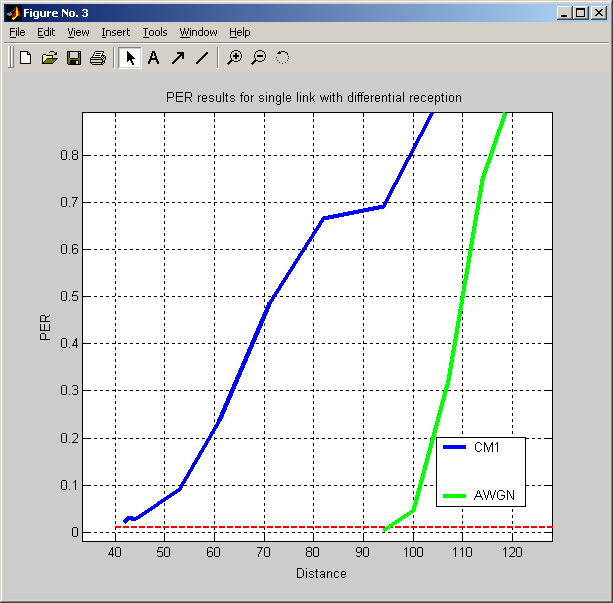 Figure No. 3
File Edit View Insert Tools Window Help
A
PER results for single link with differential reception
0.8
0.7
0.6
0.5
0.4
0.3
0.2
0.1
0
PER
CM1
AWGN
40 50 60 70 80 90 100 110 120
Distance